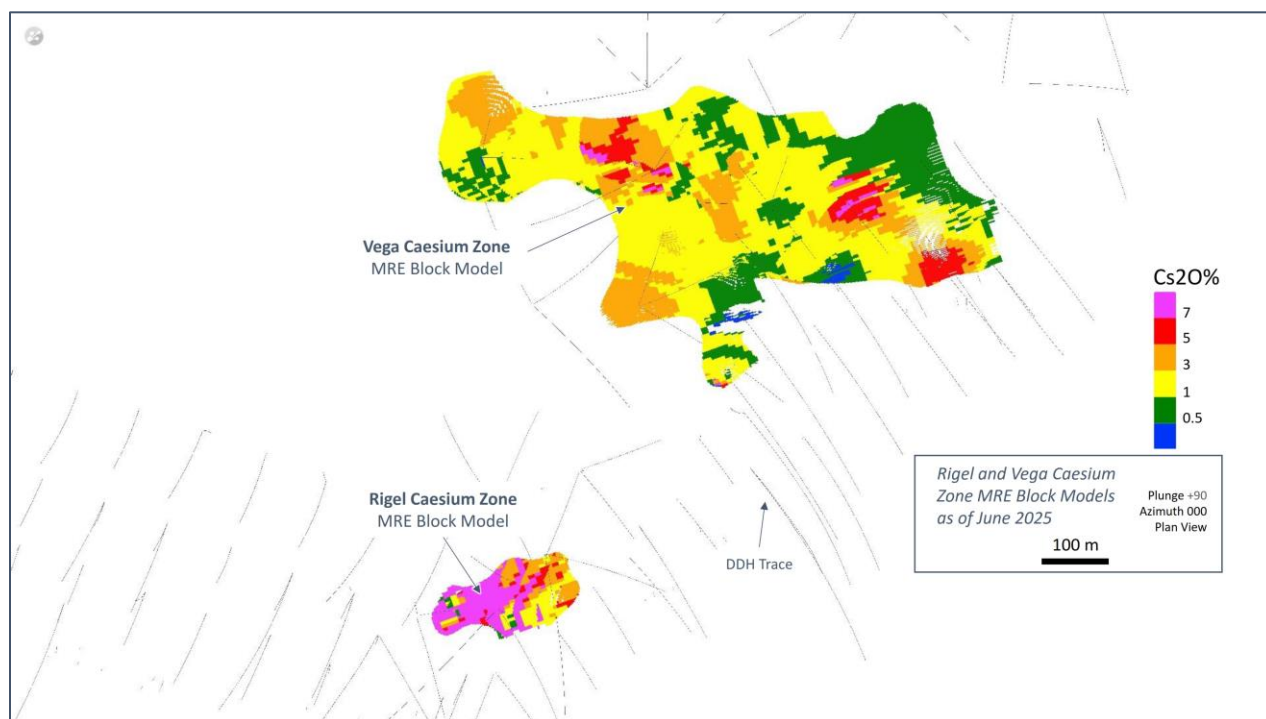 Vega Caesium Zone
MRE Block Model
Cs2O%
7
5
3
1
0.5
Rigel and Vega Caesium
Zone MRE Block Models
as of June 2025
Plunge +90
Azimuth 000
Plan View
100 m
Rigel Caesium Zone
MRE Block Model
DDH Trace